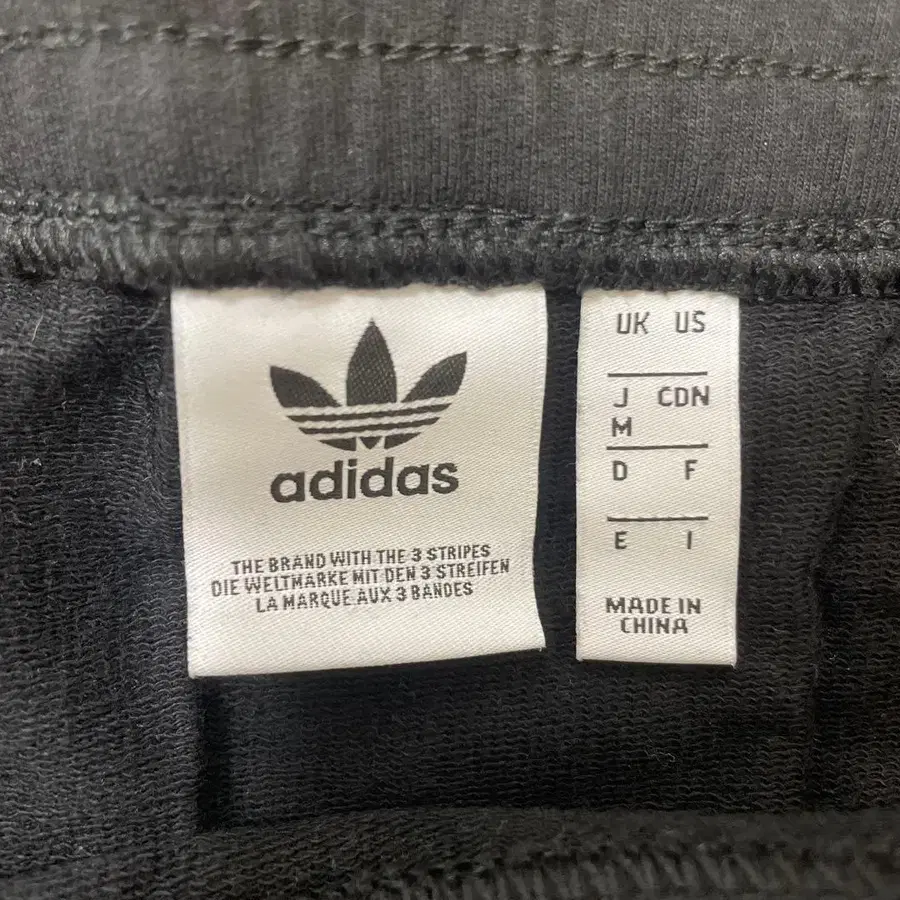 adidas
THE BRAND WITH THE 3 STRIPES
DIE WELTMARKE MIT DEN 3 STREIFEN
LA MARQUE AUX 3 BANDES
UK US
J CDN
M
D F
E I
MADE IN
CHINA